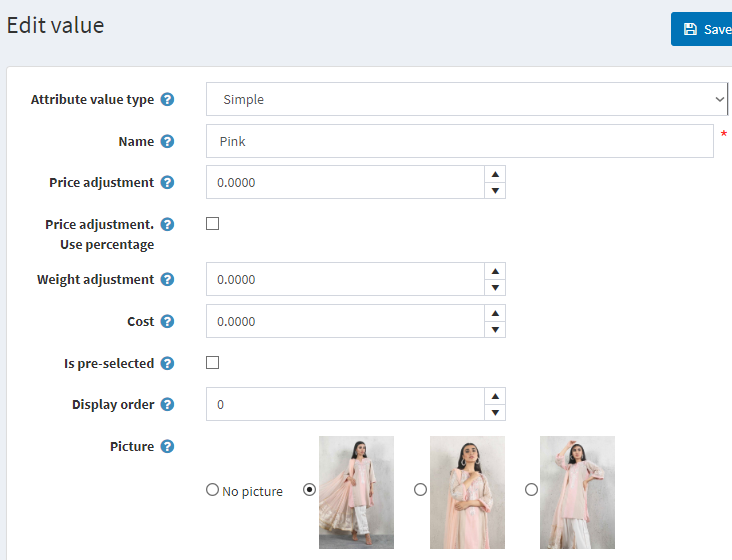 Edit value
Save
Attribute value type ?
Simple
Name ?
Pink
*
Price adjustment ?
0.0000
Price adjustment. ?
Use percentage
Weight adjustment ?
0.0000
Cost ?
0.0000
Is pre-selected ?
Display order ?
0
Picture ?
No picture